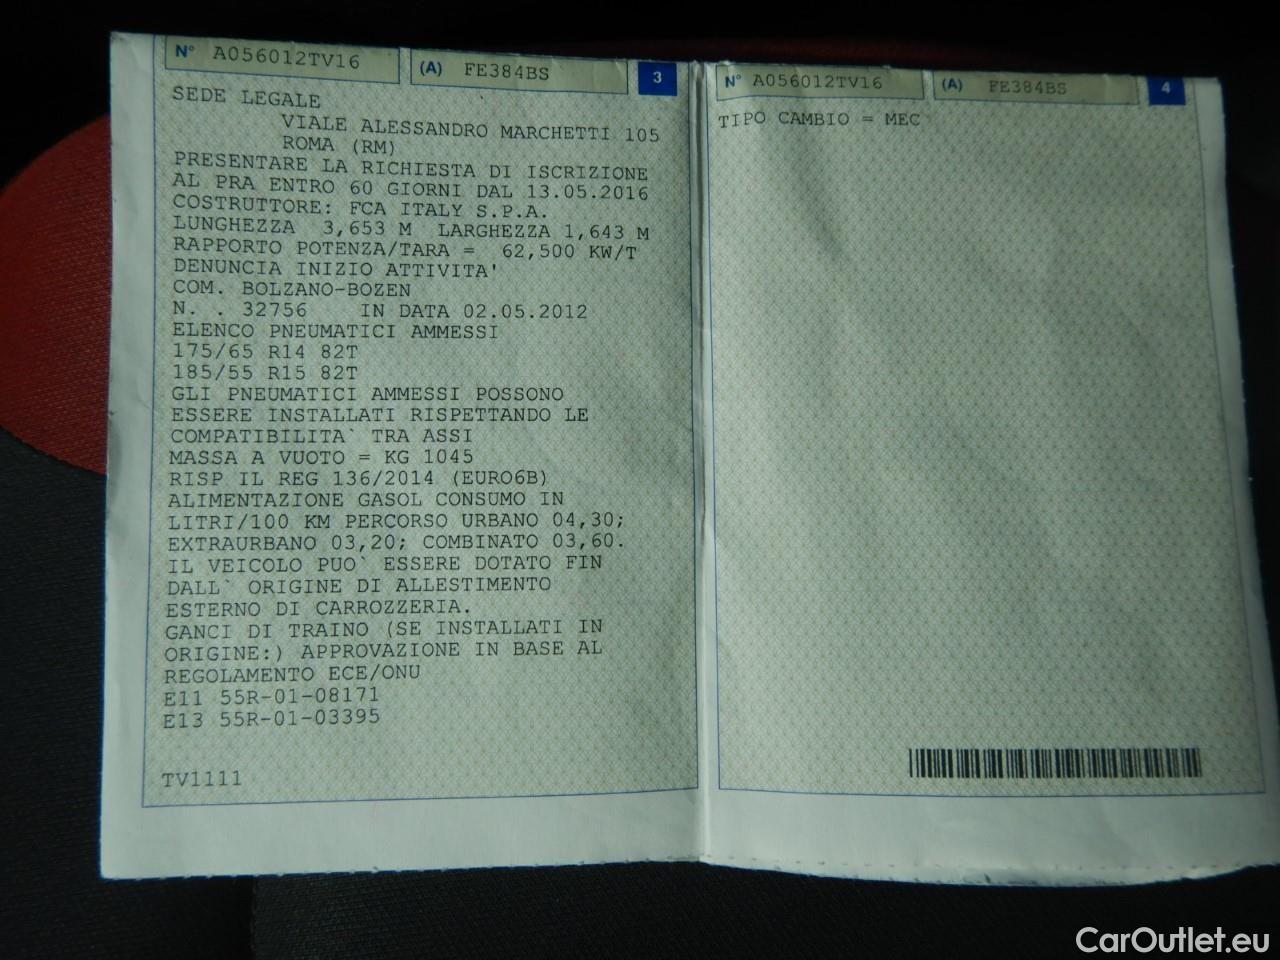 N° A056012TV16 (A) FE384BS 3
SEDE LEGALE
VIALE ALESSANDRO MARCHETTI 105
ROMA (RM)
PRESENTARE LA RICHIESTA DI ISCRIZIONE
AL PRA ENTRO 60 GIORNI DAL 13.05.2016
COSTRUTTORE: FCA ITALY S.P.A.
LUNGHEZZA 3,653 M LARGHEZZA 1,643 M
RAPPORTO POTENZA/TARA = 62,500 KW/T
DENUNCIA INIZIO ATTIVITA'
COM. BOLZANO-BOZEN
N. . 32756 IN DATA 02.05.2012
ELENCO PNEUMATICI AMMESSI
175/65 R14 82T
185/55 R15 82T
GLI PNEUMATICI AMMESSI POSSONO
ESSERE INSTALLATI RISPETTANDO LE
COMPATIBILITA` TRA ASSI
MASSA A VUOTO = KG 1045
RISP IL REG 136/2014 (EURO6B)
ALIMENTAZIONE GASOL CONSUMO IN
LITRI/100 KM PERCORSO URBANO 04,30;
EXTRAURBANO 03,20; COMBINATO 03,60.
IL VEICOLO PUO` ESSERE DOTATO FIN
DALL` ORIGINE DI ALLESTIMENTO
ESTERNO DI CARROZZERIA.
GANCI DI TRAINO (SE INSTALLATI IN
ORIGINE:) APPROVAZIONE IN BASE AL
REGOLAMENTO ECE/ONU
E11 55R-01-08171
E13 55R-01-03395
TV1111
N° A056012TV16 (A) FE384BS 4
TIPO CAMBIO = MEC
CarOutlet.eu